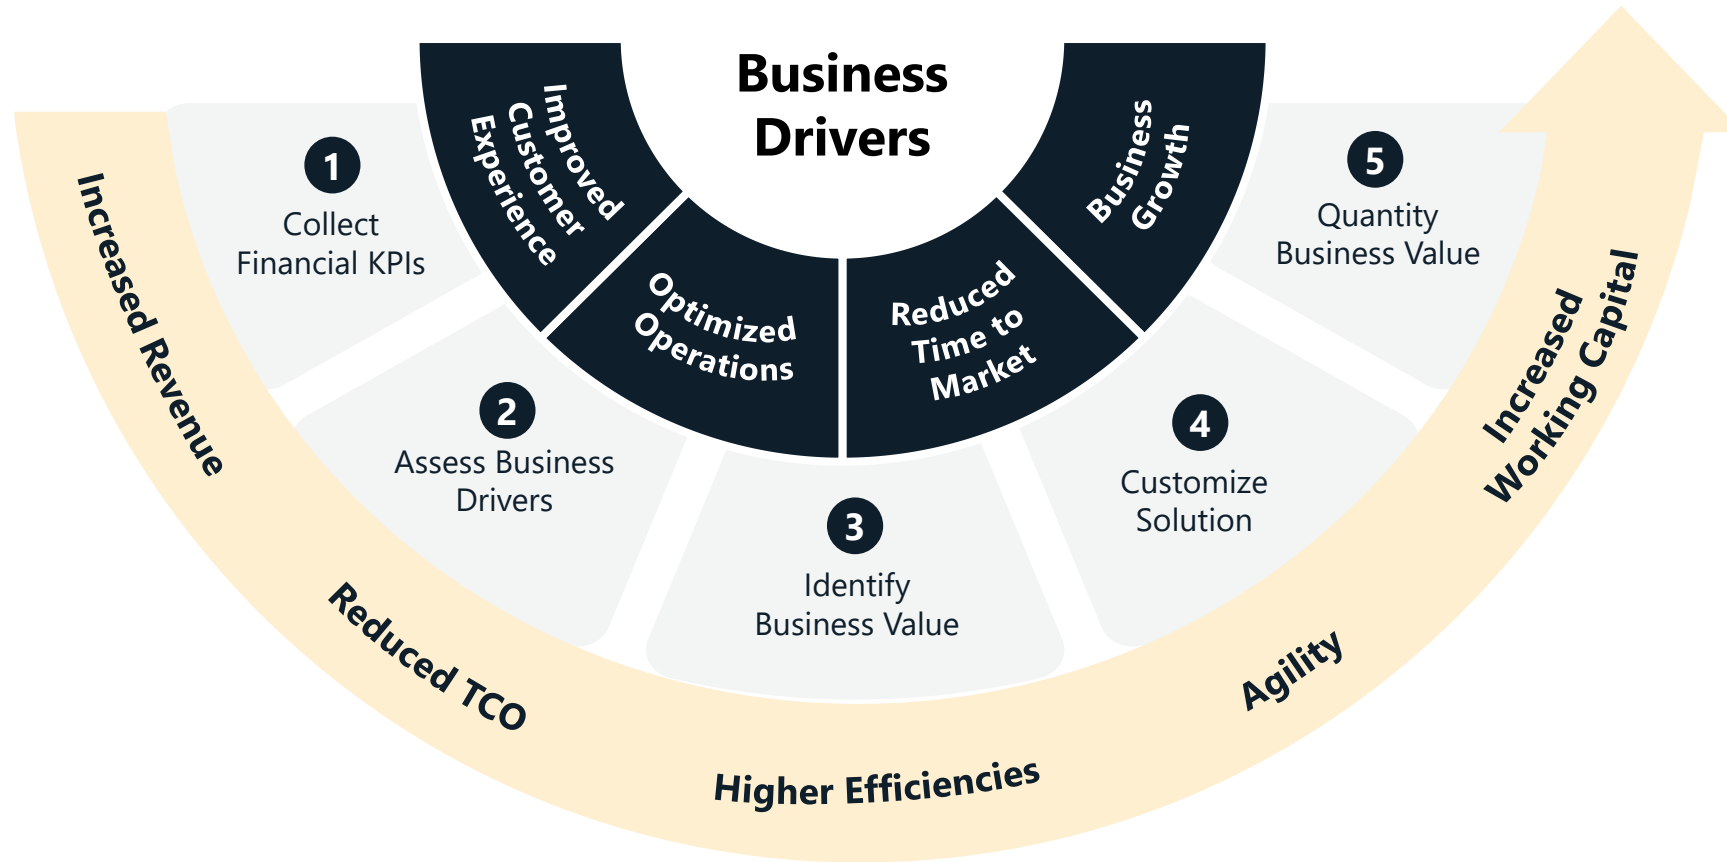 Business
Drivers
Improved
Customer
Experience
Optimized
Operations
Reduced
Time to
Market
Business
Growth
1
Collect
Financial KPIs
2
Assess Business
Drivers
3
Identify
Business Value
4
Customize
Solution
5
Quantity
Business Value
Increased Revenue
Reduced TCO
Higher Efficiencies
Agility
Increased
Working Capital